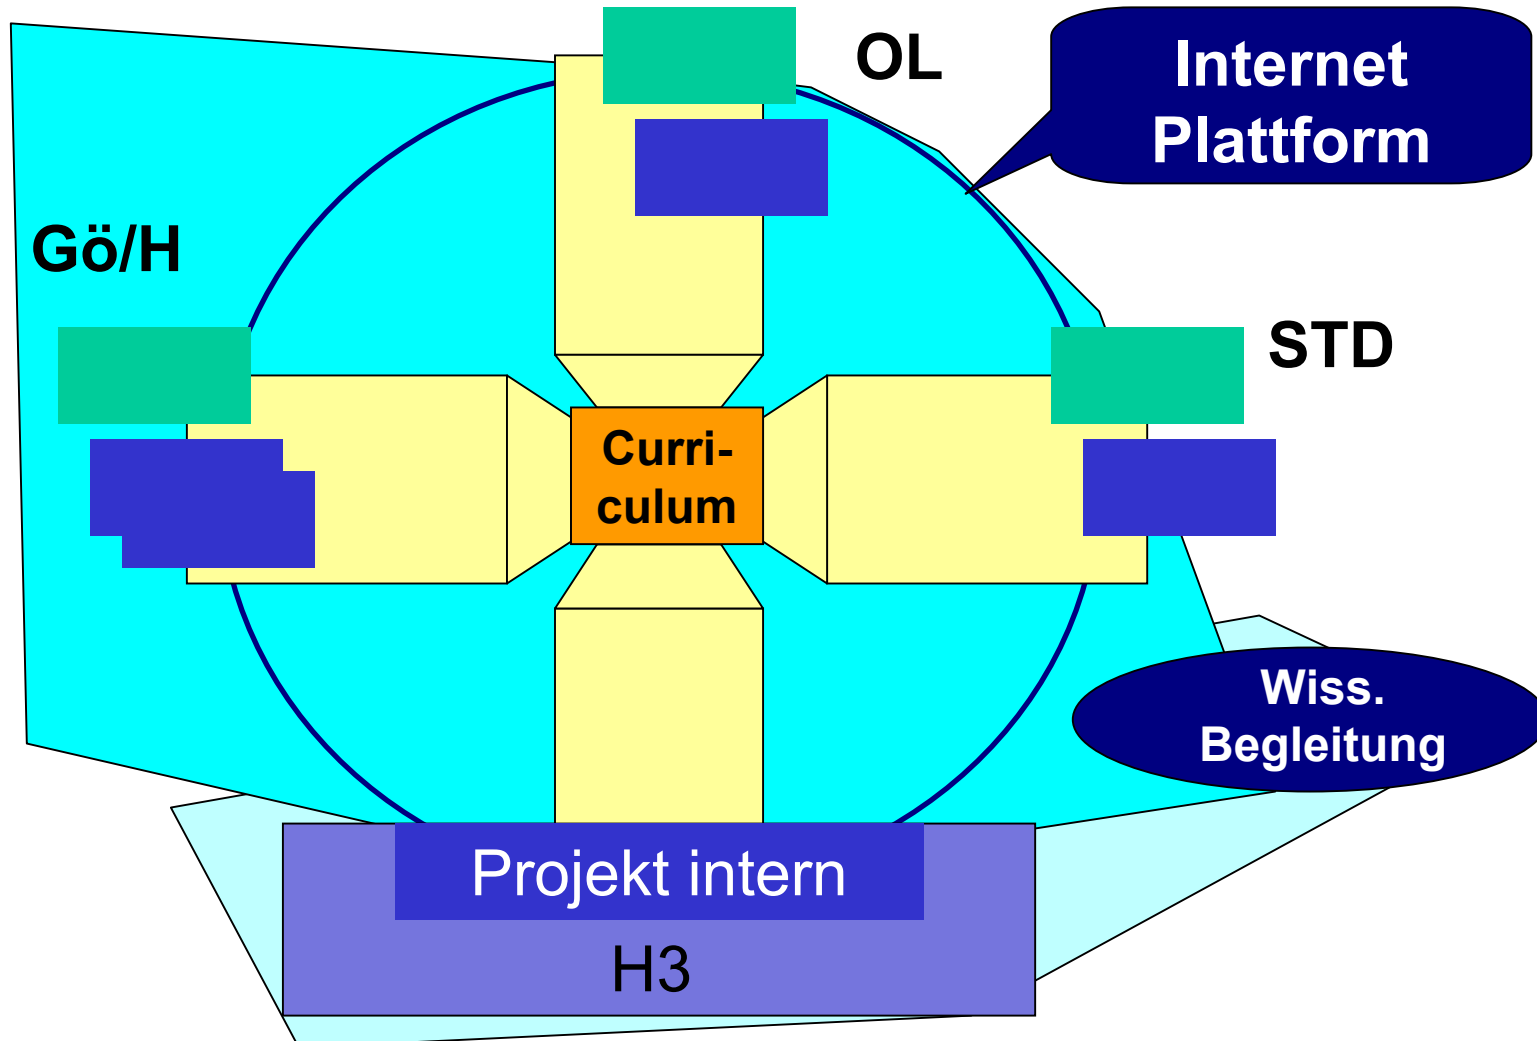 OL
Internet
Plattform
Gö/H
STD
Curri-
culum
Wiss.
Begleitung
Projekt intern
H3